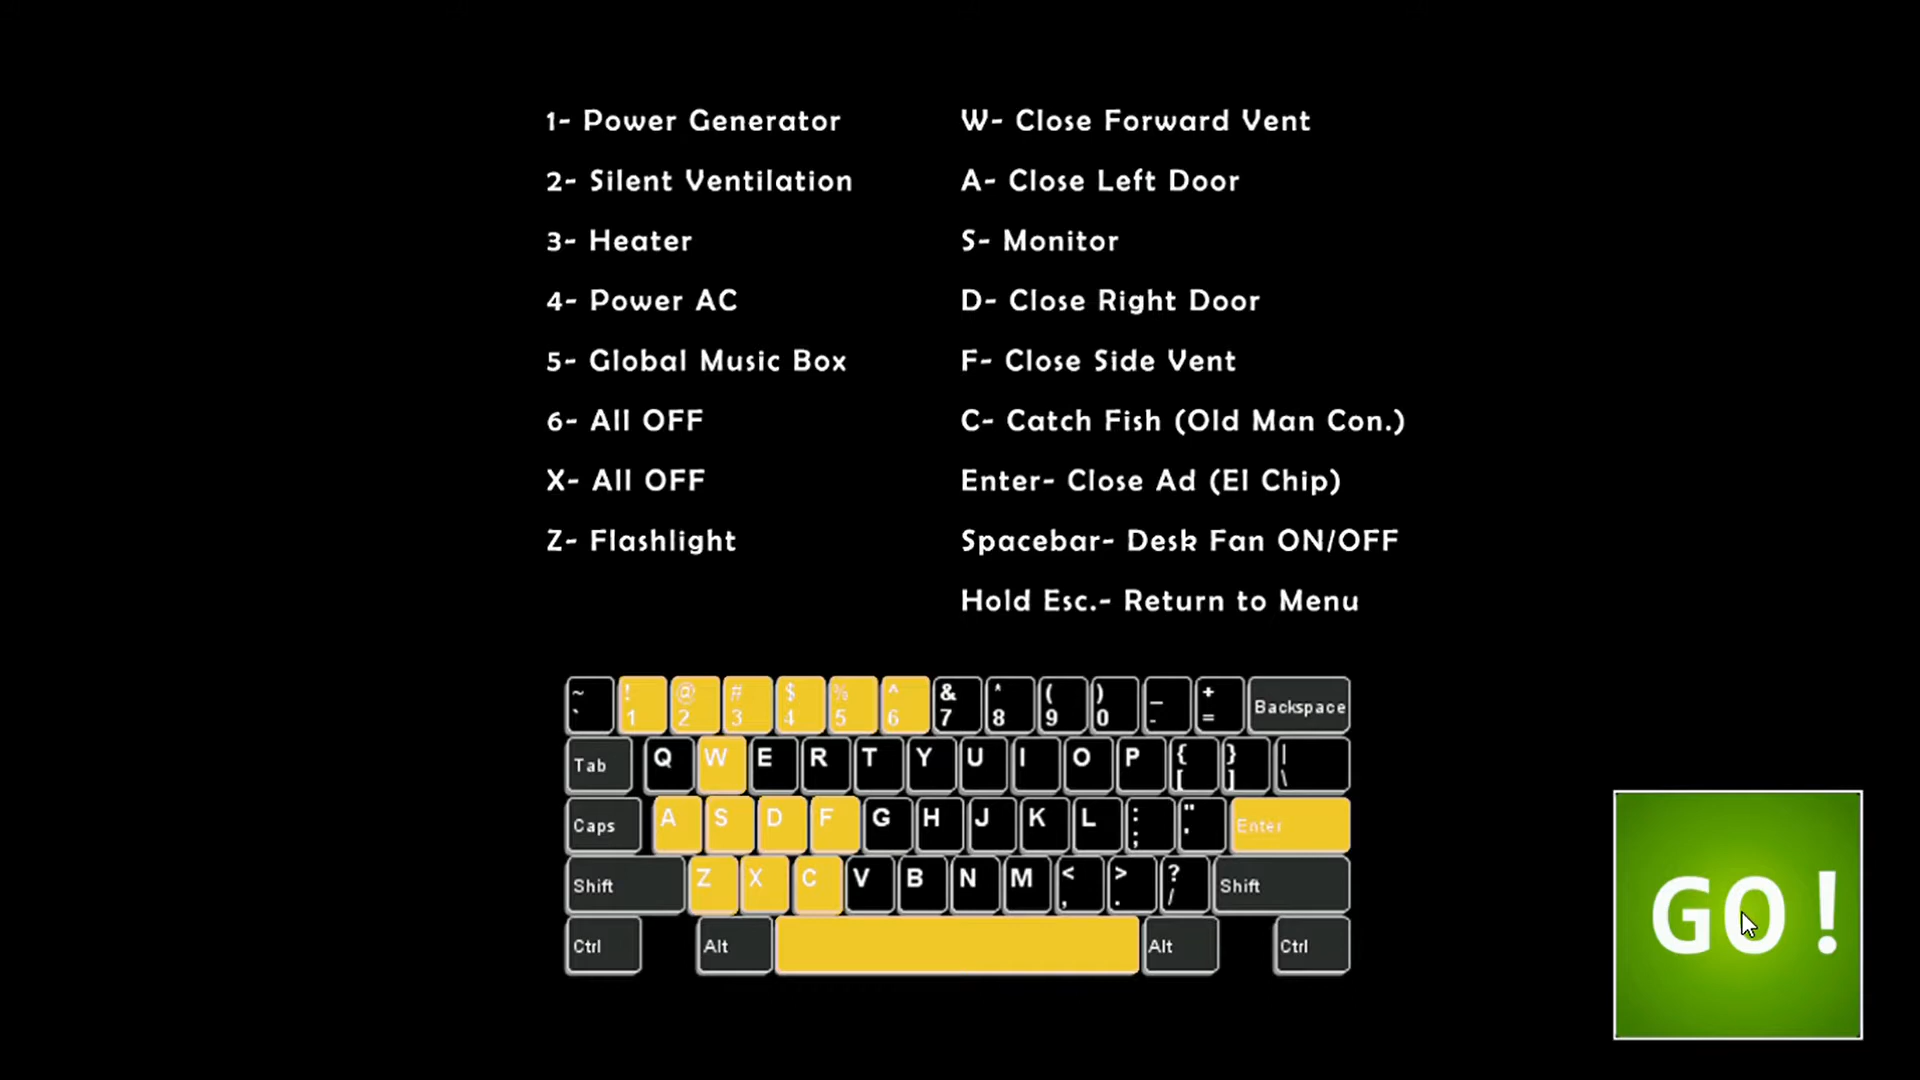 1- Power Generator
2- Silent Ventilation
3- Heater
4- Power AC
5- Global Music Box
6- All OFF
X- All OFF
Z- Flashlight
W- Close Forward Vent
A- Close Left Door
S- Monitor
D- Close Right Door
F- Close Side Vent
C- Catch Fish (Old Man Con.)
Enter- Close Ad (El Chip)
Spacebar- Desk Fan ON/OFF
Hold Esc.- Return to Menu
~ ! @ # $ % ^ & * ( ) _ + Backspace
` 1 2 3 4 5 6 7 8 9 0 - =
Tab Q W E R T Y U I O P { } |
[ ] \
Caps A S D F G H J K L : " Enter
; '
Shift Z X C V B N M < > ? Shift
, . /
Ctrl Alt Alt Ctrl
GO!